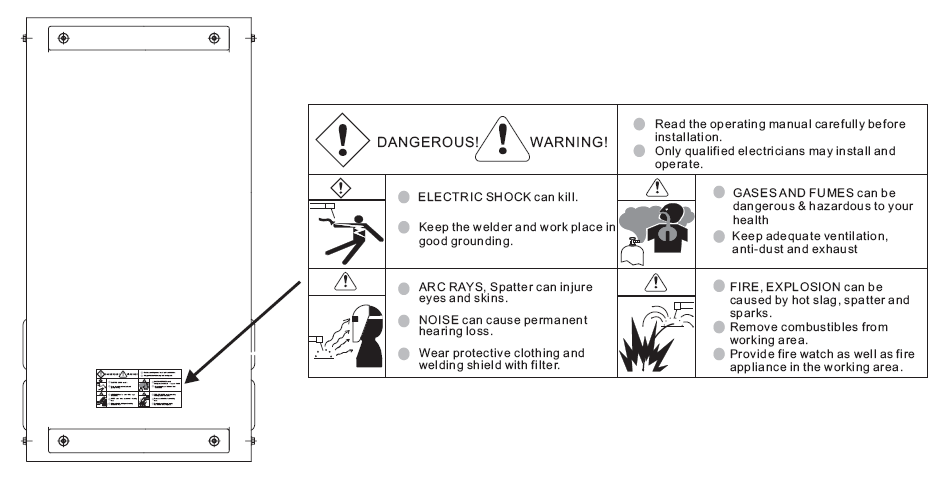 DANGEROUS! WARNING!
Read the operating manual carefully before
installation.
Only qualified electricians may install and
operate.
ELECTRIC SHOCK can kill.
Keep the welder and work place in
good grounding.
GASES AND FUMES can be
dangerous & hazardous to your
health
Keep adequate ventilation,
anti-dust and exhaust
ARC RAYS, Spatter can injure
eyes and skins.
NOISE can cause permanent
hearing loss.
Wear protective clothing and
welding shield with filter.
FIRE, EXPLOSION can be
caused by hot slag, spatter and
sparks.
Remove combustibles from
working area.
Provide fire watch as well as fire
appliance in the working area.